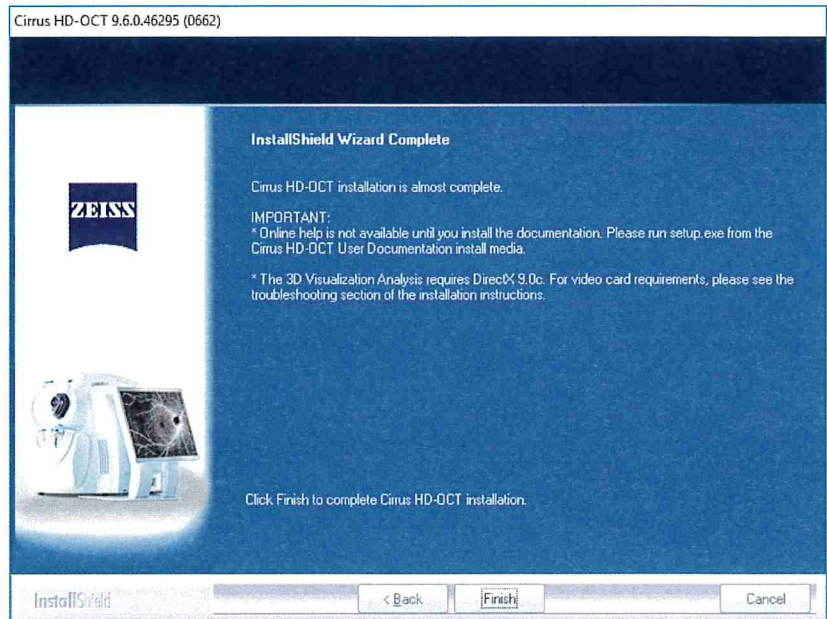 Cirrus HD-OCT 9.6.0.46295 (0662)
InstallShield Wizard Complete
Cirrus HD-OCT installation is almost complete.
IMPORTANT:
* Online help is not available until you install the documentation. Please run setup.exe from the
Cirrus HD-OCT User Documentation install media.
* The 3D Visualization Analysis requires DirectX 9.0c. For video card requirements, please see the
troubleshooting section of the installation instructions.
ZEISS
Click Finish to complete Cirrus HD-OCT installation.
InstallShield
< Back
Finish
Cancel